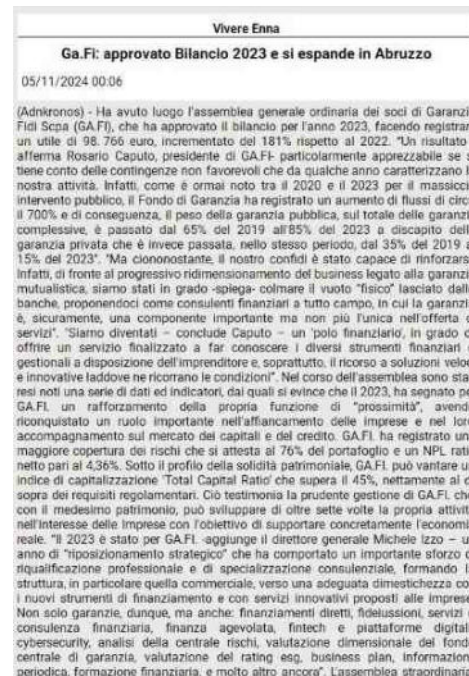 Vivere Enna
Ga.Fi: approvato Bilancio 2023 e si espande in Abruzzo
05/11/2024 00:06
(Adnkronos) - Ha avuto luogo l'assemblea generale ordinaria dei soci di Garanzi
Fidi Scpa (GA.FI), che ha approvato il bilancio per l'anno 2023, facendo registrar
un utile di 98. 766 euro, incrementato del 181% rispetto al 2022. "Un risultato
afferma Rosario Caputo, presidente di GA.FI- particolarmente apprezzabile se s
tiene conto delle contingenze non favorevoli che da qualche anno caratterizzano l
nostra attività. Infatti, come è ormai noto tra il 2020 e il 2023 per il massicci
intervento pubblico, il Fondo di Garanzia ha registrato un aumento di flussi di circ
il 700% e di conseguenza, il peso della garanzia pubblica, sul totale delle garanzi
complessive, è passato dal 65% del 2019 all'85% del 2023 a discapito dell
garanzia privata che è invece passata, nello stesso periodo, dal 35% del 2019 a
15% del 2023". "Ma ciononostante, il nostro confidi è stato capace di rinforzars
Infatti, di fronte al progressivo ridimensionamento del business legato alla garanzi
mutualistica, siamo stati in grado -spiega- colmare il vuoto "fisico" lasciato dall
banche, proponendoci come consulenti finanziari a tutto campo, in cui la garanzi
è, sicuramente, una componente importante ma non più l'unica nell'offerta d
servizi". "Siamo diventati – conclude Caputo – un 'polo finanziario', in grado d
offrire un servizio finalizzato a far conoscere i diversi strumenti finanziari e
gestionali a disposizione dell'imprenditore e, soprattutto, il ricorso a soluzioni veloc
e innovative laddove ne ricorrano le condizioni". Nel corso dell'assemblea sono stat
resi noti una serie di dati ed indicatori, dai quali si evince che il 2023, ha segnato pe
GA.FI. un rafforzamento della propria funzione di "prossimità", avend
riconquistato un ruolo importante nell'affiancamento delle imprese e nel lor
accompagnamento sul mercato dei capitali e del credito. GA.FI. ha registrato un
maggiore copertura dei rischi che si attesta al 76% del portafoglio e un NPL rati
netto pari al 4,36%. Sotto il profilo della solidità patrimoniale, GA.FI. può vantare u
indice di capitalizzazione 'Total Capital Ratio' che supera il 45%, nettamente al d
sopra dei requisiti regolamentari. Ciò testimonia la prudente gestione di GA.FI. che
con il medesimo patrimonio, può sviluppare di oltre sette volte la propria attivit
nell'interesse delle Imprese con l'obiettivo di supportare concretamente l'economi
reale. "Il 2023 è stato per GA.FI. -aggiunge il direttore generale Michele Izzo – u
anno di "riposizionamento strategico" che ha comportato un importante sforzo d
riqualificazione professionale e di specializzazione consulenziale, formando l
struttura, in particolare quella commerciale, verso una adeguata dimestichezza co
i nuovi strumenti di finanziamento e con servizi innovativi proposti alle imprese
Non solo garanzie, dunque, ma anche: finanziamenti diretti, fideiussioni, servizi d
consulenza finanziaria, finanza agevolata, fintech e piattaforme digital
cybersecurity, analisi della centrale rischi, valutazione dimensionale del fond
centrale di garanzia, valutazione del rating esg, business plan, informazion
periodica, formazione finanziaria, e molto altro ancora". L'assemblea straordinari